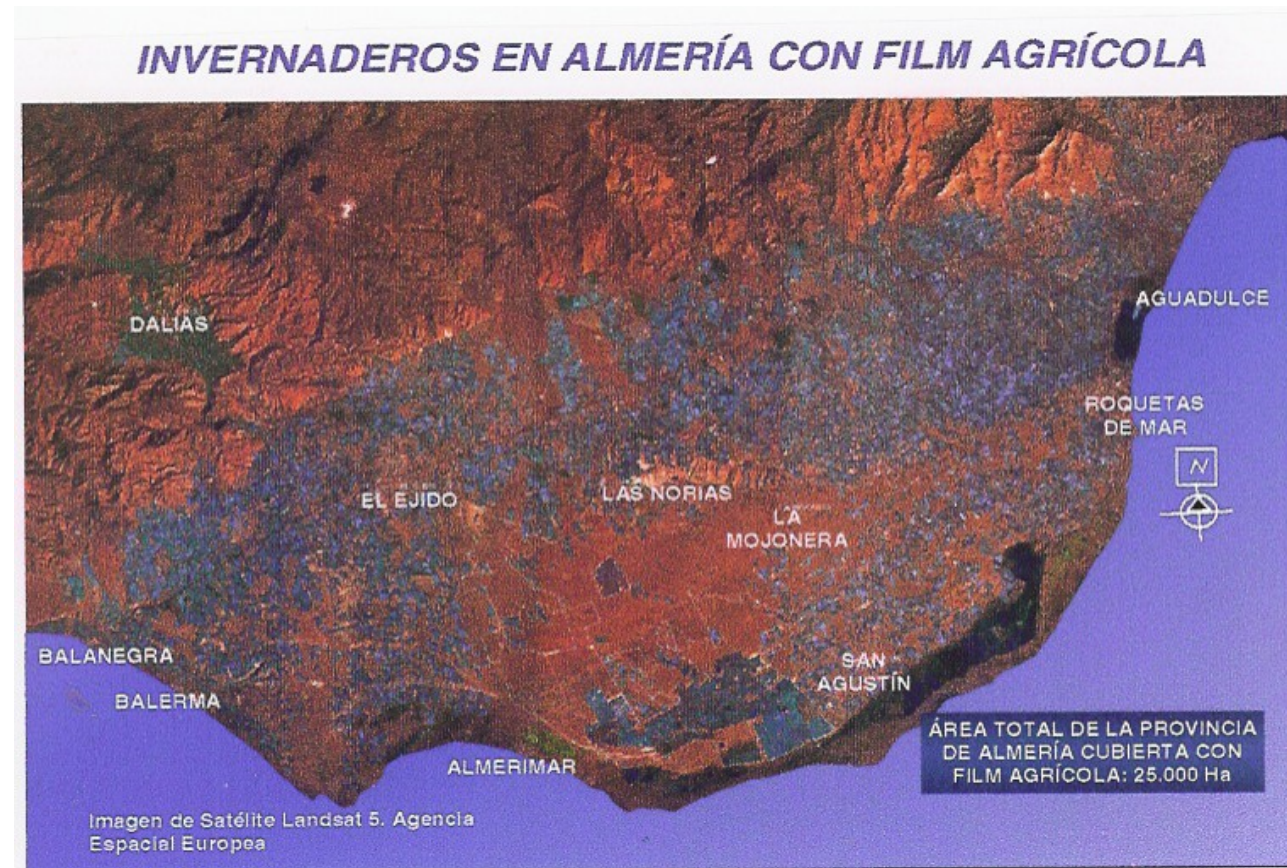 INVERNADEROS EN ALMERÍA CON FILM AGRÍCOLA
DALIAS
AGUADULCE
ROQUETAS
DE MAR
N
EL EJIDO
LAS NORIAS
LA
MOJONERA
BALANEGRA
BALERMA
SAN
AGUSTÍN
ALMERIMAR
ÁREA TOTAL DE LA PROVINCIA
DE ALMERÍA CUBIERTA CON
FILM AGRÍCOLA: 25.000 Ha
Imagen de Satélite Landsat 5. Agencia
Espacial Europea